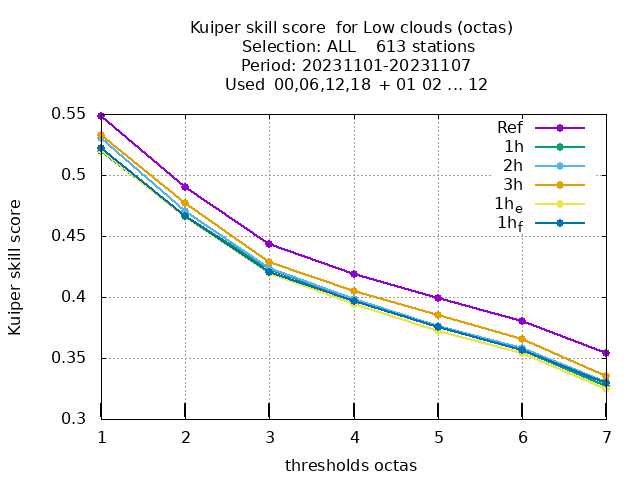 Kuiper skill score  for Low clouds (octas)
Selection: ALL    613 stations
Period: 20231101-20231107
Used  00,06,12,18  + 01 02 ... 12
Kuiper skill score
0.55
0.5
0.45
0.4
0.35
0.3
Ref
1h
2h
3h
1h_e
1h_f
1 2 3 4 5 6 7
thresholds octas